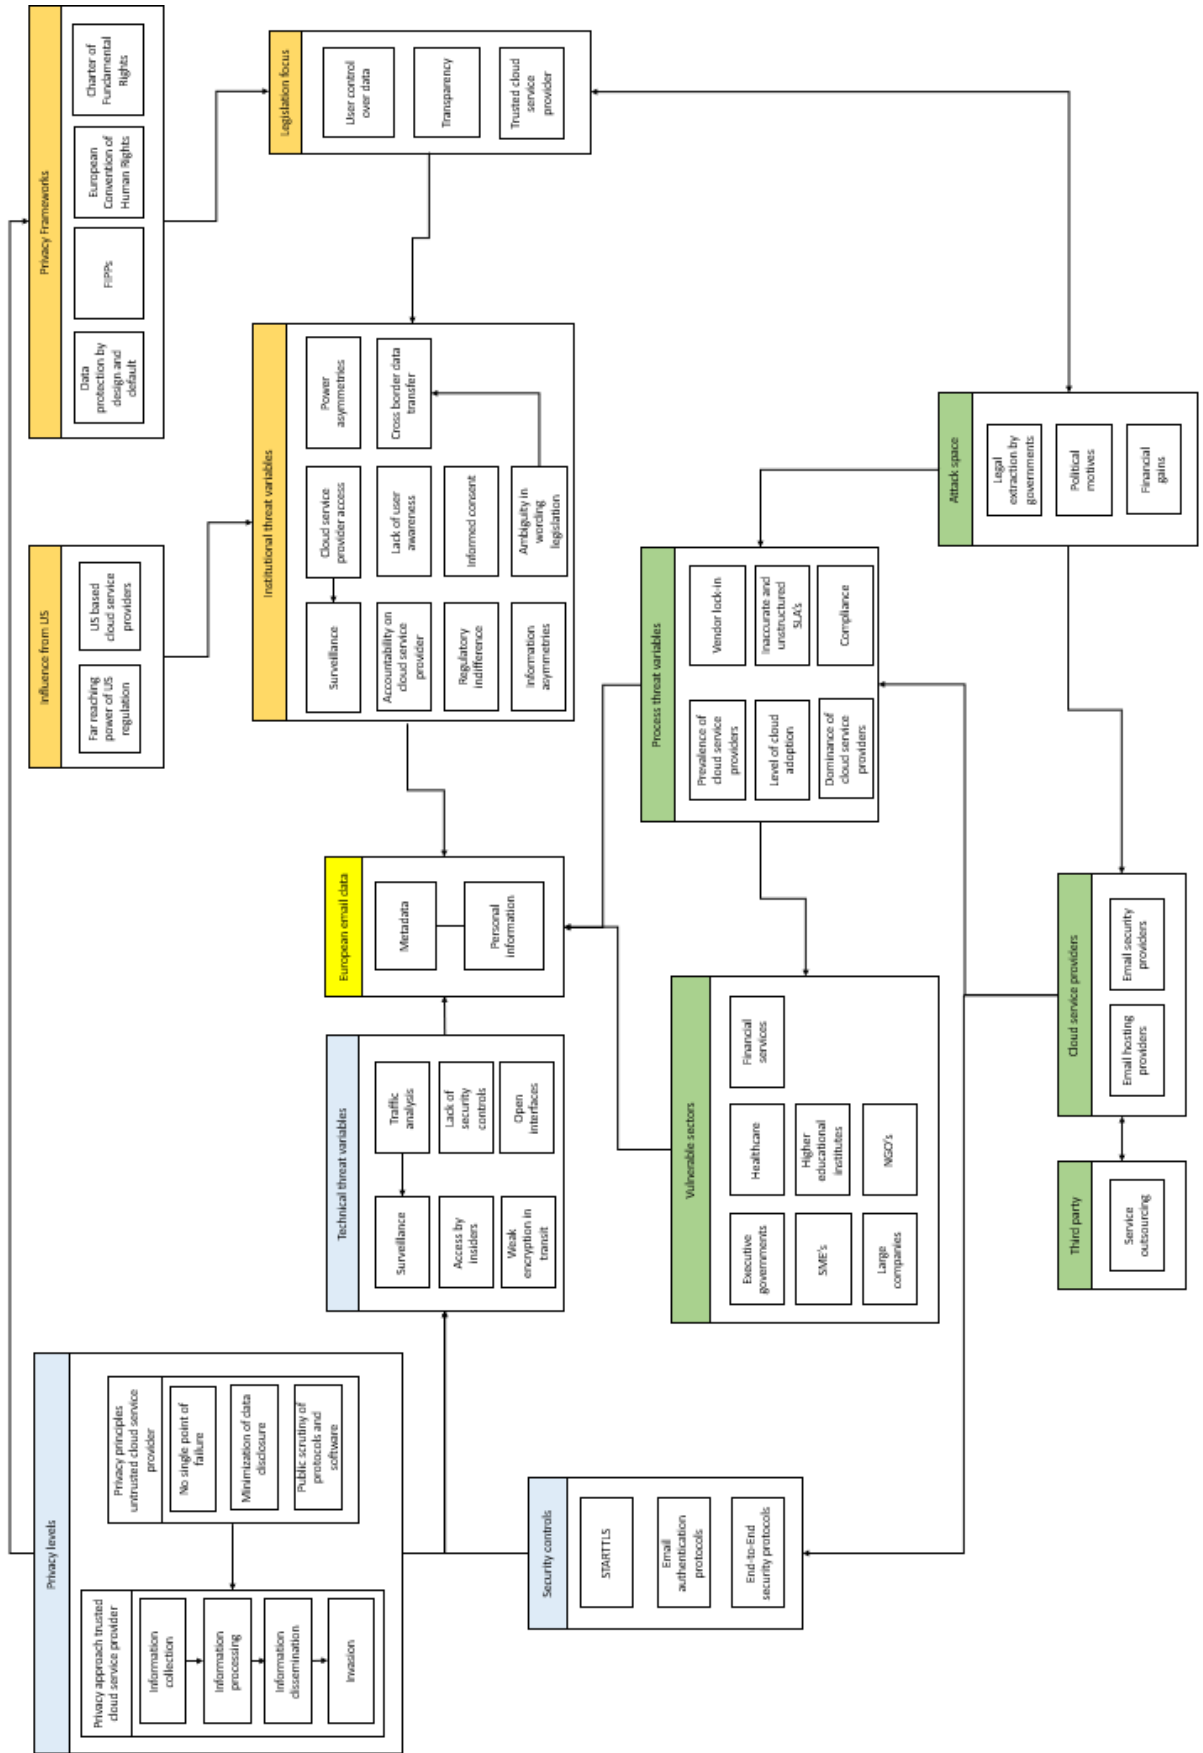 Privacy levels
Privacy approach trusted
cloud service provider
Information
collection
Information
processing
Information
dissemination
Invasion
Privacy principles
untrusted cloud service
provider
No single point of
failure
Minimization of data
disclosure
Public scrutiny of
protocols and
software
Influence from US
Far reaching
power of US
regulation
US based
cloud service
providers
Privacy Frameworks
Data
protection by
design and
default
FIPPs
European
Convention of
Human Rights
Charter of
Fundamental
Rights
Legislation focus
User control
over data
Transparency
Trusted cloud
service
provider
Institutional threat variables
Surveillance
Cloud service
provider access
Power
asymmetries
Accountability on
cloud service
provider
Lack of user
awareness
Cross border data
transfer
Regulatory
indifference
Informed consent
Information
asymmetries
Ambiguity in
wording
legislation
Technical threat variables
Surveillance
Traffic
analysis
Access by
insiders
Lack of
security
controls
Weak
encryption in
transit
Open
interfaces
European email data
Metadata
Personal
information
Security controls
STARTTLS
Email
authentication
protocols
End-to-End
security protocols
Vulnerable sectors
Executive
governments
Healthcare
Financial
services
SME's
Higher
educational
institutes
Large
companies
NGO's
Process threat variables
Prevalence of
cloud service
providers
Vendor lock-in
Level of cloud
adoption
Inaccurate and
unstructured
SLA's
Dominance of
cloud service
providers
Compliance
Attack space
Legal
extraction by
governments
Political
motives
Financial
gains
Third party
Service
outsourcing
Cloud service providers
Email hosting
providers
Email security
providers